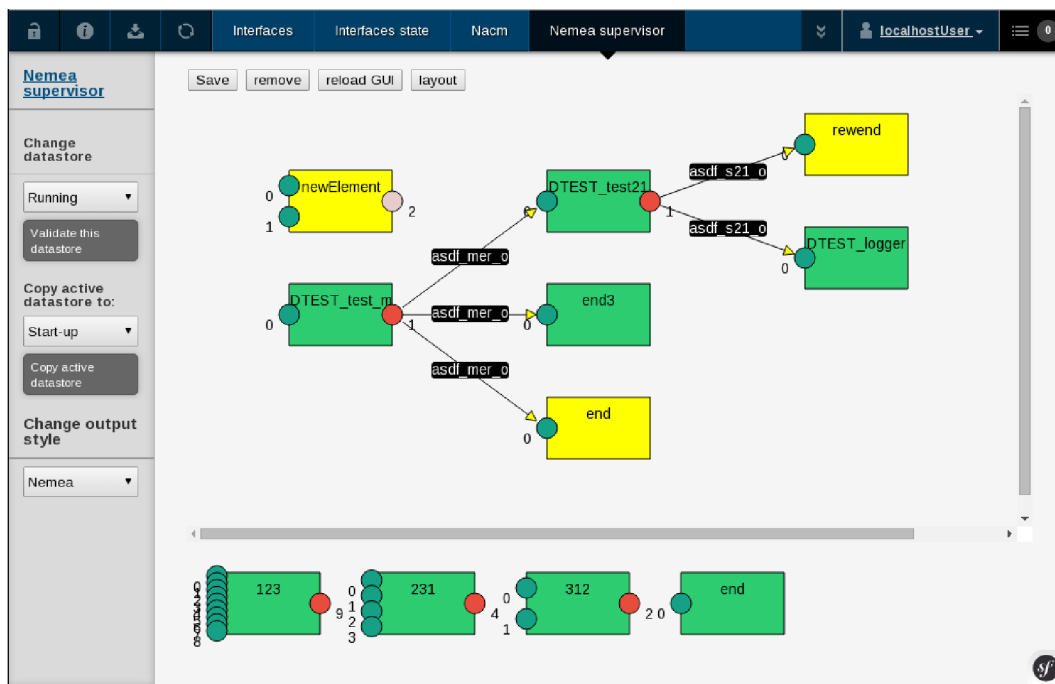 Interfaces
Interfaces state
Nacm
Nemea supervisor
localhostUser
0
Nemea
supervisor
Change
datastore
Running
Validate this
datastore
Copy active
datastore to:
Start-up
Copy active
datastore
Change output
style
Nemea
Save
remove
reload GUI
layout
rewend
0
asdf_s21_o
newElement
0
1
2
DTEST_test21
0
1
asdf_s21_o
DTEST_logger
0
asdf_mer_o
DTEST_test_m
0
1
asdf_mer_o
end3
0
asdf_mer_o
end
0
123
9
231
0
1
2
3
4
312
0
1
2
end
0
sf